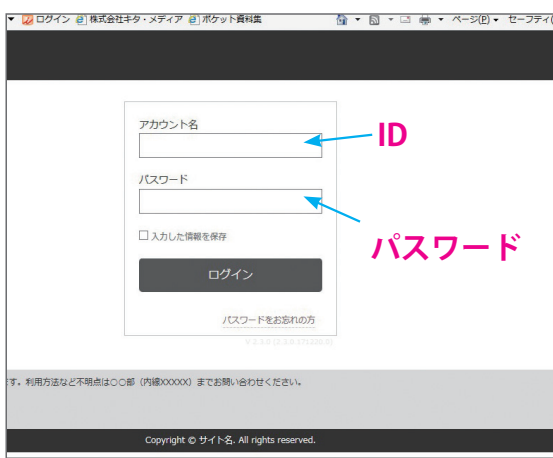 ログイン 株式会社キタ・メディア ポケット資料集 ページ(P) セーフティ(
アカウント名
ID
パスワード
パスワード
入力した情報を保存
ログイン
パスワードをお忘れの方
す。利用方法など不明点は○○部（内線XXXXX）までお問い合わせください。
Copyright © サイト名. All rights reserved.